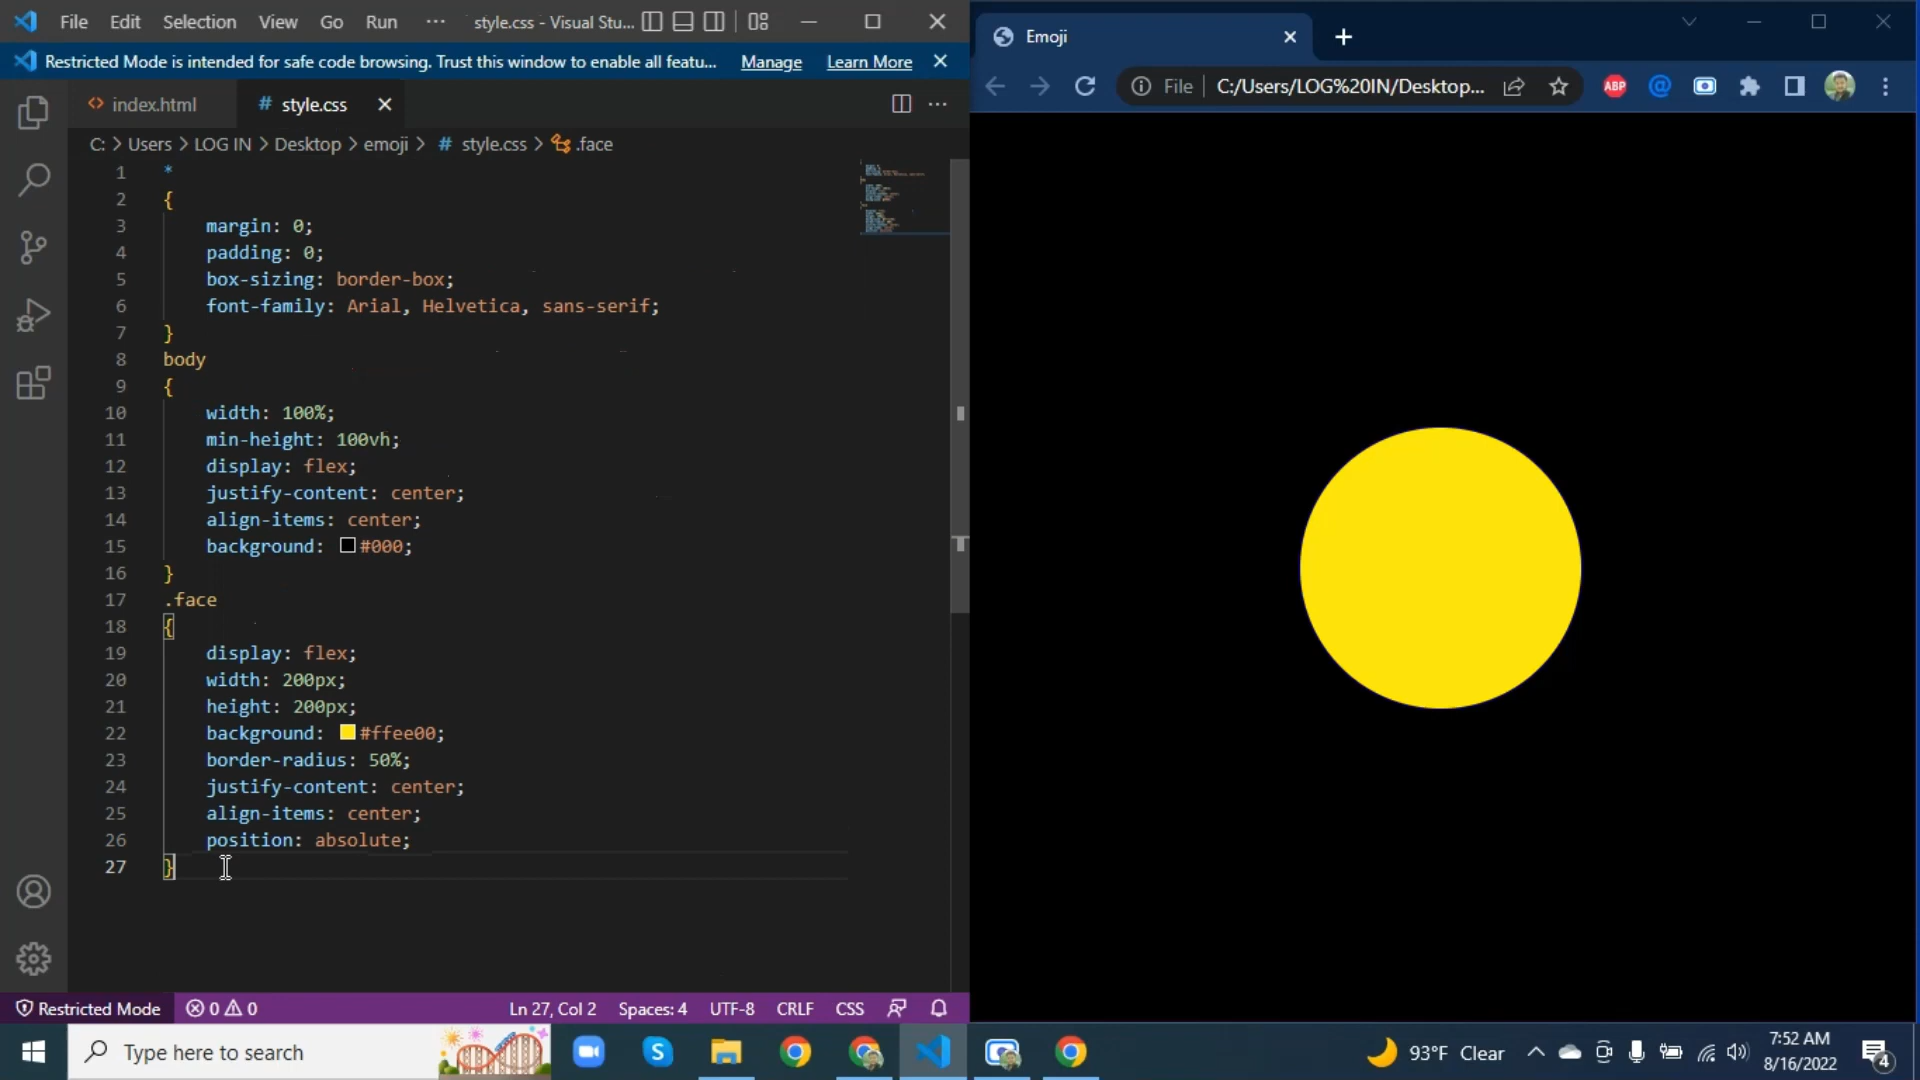 File Edit Selection View Go Run ··· style.css - Visual Stu...
Restricted Mode is intended for safe code browsing. Trust this window to enable all featu... Manage Learn More
index.html # style.css
C: > Users > LOG IN > Desktop > emoji > # style.css > .face
1 *
2 {
3 margin: 0;
4 padding: 0;
5 box-sizing: border-box;
6 font-family: Arial, Helvetica, sans-serif;
7 }
8 body
9 {
10 width: 100%;
11 min-height: 100vh;
12 display: flex;
13 justify-content: center;
14 align-items: center;
15 background: #000;
16 }
17 .face
18 {
19 display: flex;
20 width: 200px;
21 height: 200px;
22 background: #ffee00;
23 border-radius: 50%;
24 justify-content: center;
25 align-items: center;
26 position: absolute;
27 }
Restricted Mode 0 0 Ln 27, Col 2 Spaces: 4 UTF-8 CRLF CSS
Emoji
File C:/Users/LOG%20IN/Desktop... ABP
Type here to search
93°F Clear
7:52 AM
8/16/2022
4